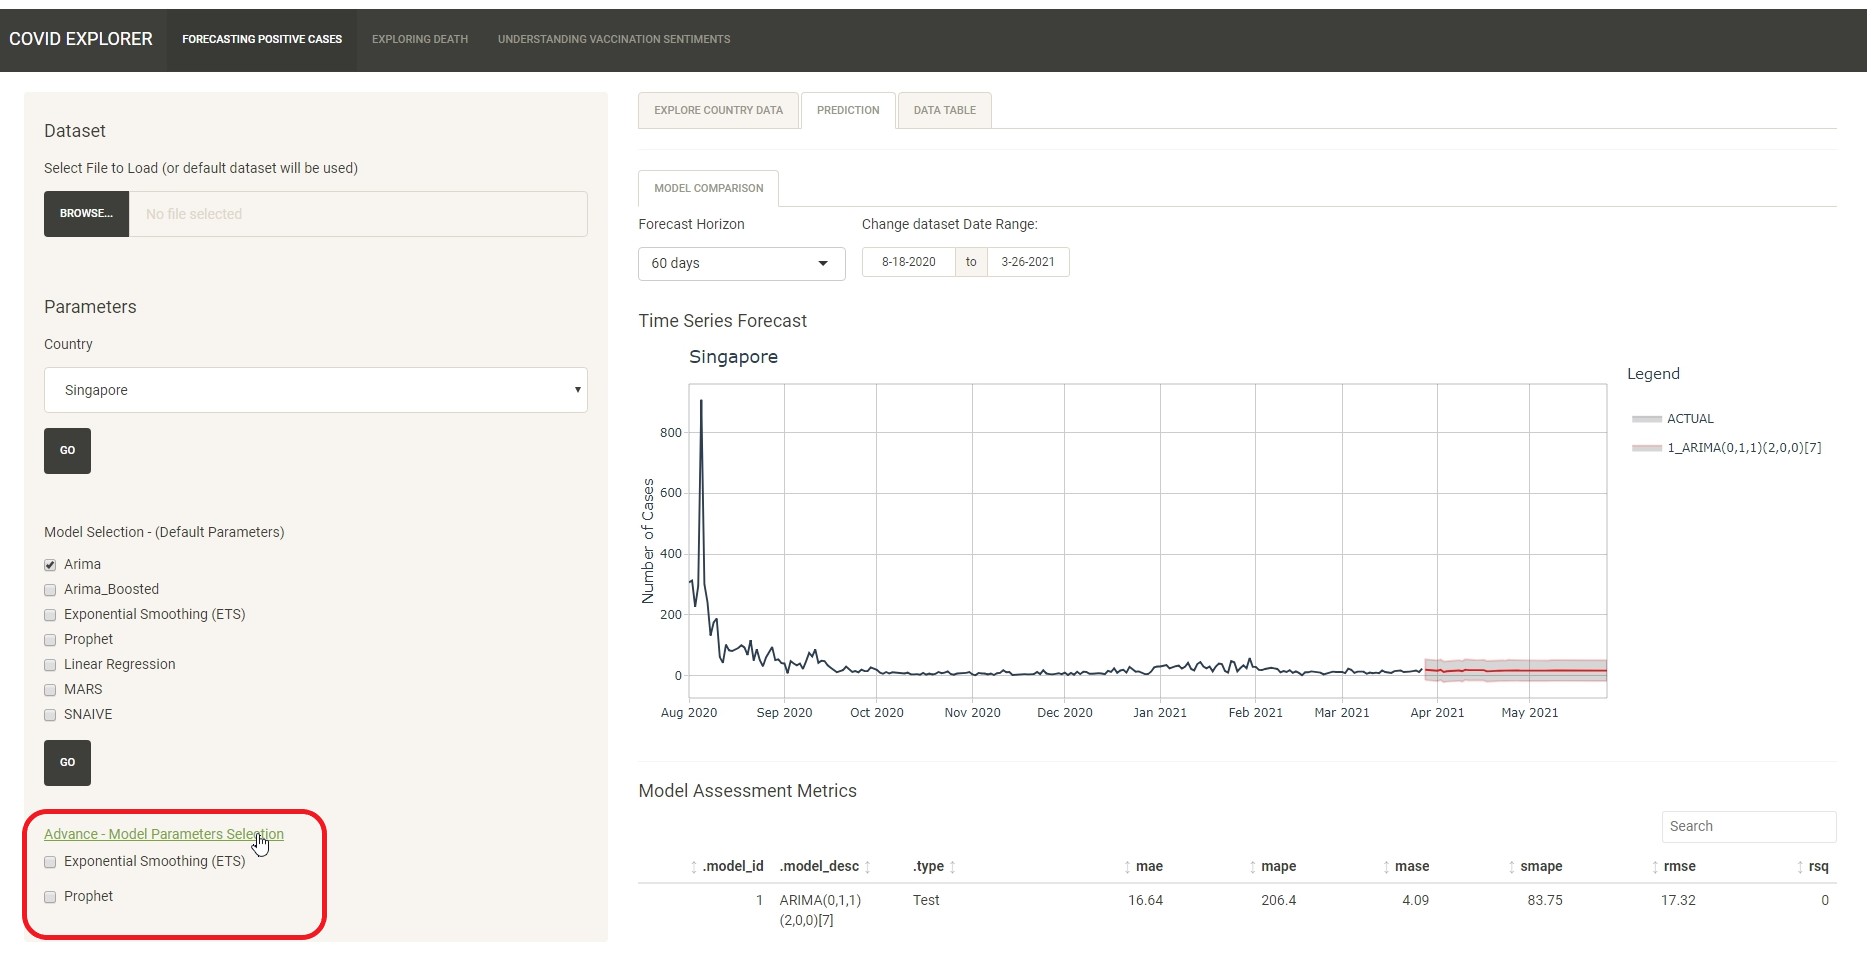 COVID EXPLORER
FORECASTING POSITIVE CASES
EXPLORING DEATH
UNDERSTANDING VACCINATION SENTIMENTS
Dataset
Select File to Load (or default dataset will be used)
BROWSE...
No file selected
Parameters
Country
Singapore
GO
Model Selection - (Default Parameters)
Arima
Arima_Boosted
Exponential Smoothing (ETS)
Prophet
Linear Regression
MARS
SNAIVE
GO
Advance - Model Parameters Selection
Exponential Smoothing (ETS)
Prophet
EXPLORE COUNTRY DATA
PREDICTION
DATA TABLE
MODEL COMPARISON
Forecast Horizon
Change dataset Date Range:
60 days
8-18-2020 to 3-26-2021
Time Series Forecast
Singapore
Number of Cases
800
600
400
200
0
Aug 2020 Sep 2020 Oct 2020 Nov 2020 Dec 2020 Jan 2021 Feb 2021 Mar 2021 Apr 2021 May 2021
Legend
ACTUAL
1_ARIMA(0,1,1)(2,0,0)[7]
Model Assessment Metrics
Search
.model_id .model_desc .type mae mape mase smape rmse rsq
1 ARIMA(0,1,1) Test 16.64 206.4 4.09 83.75 17.32 0
(2,0,0)[7]